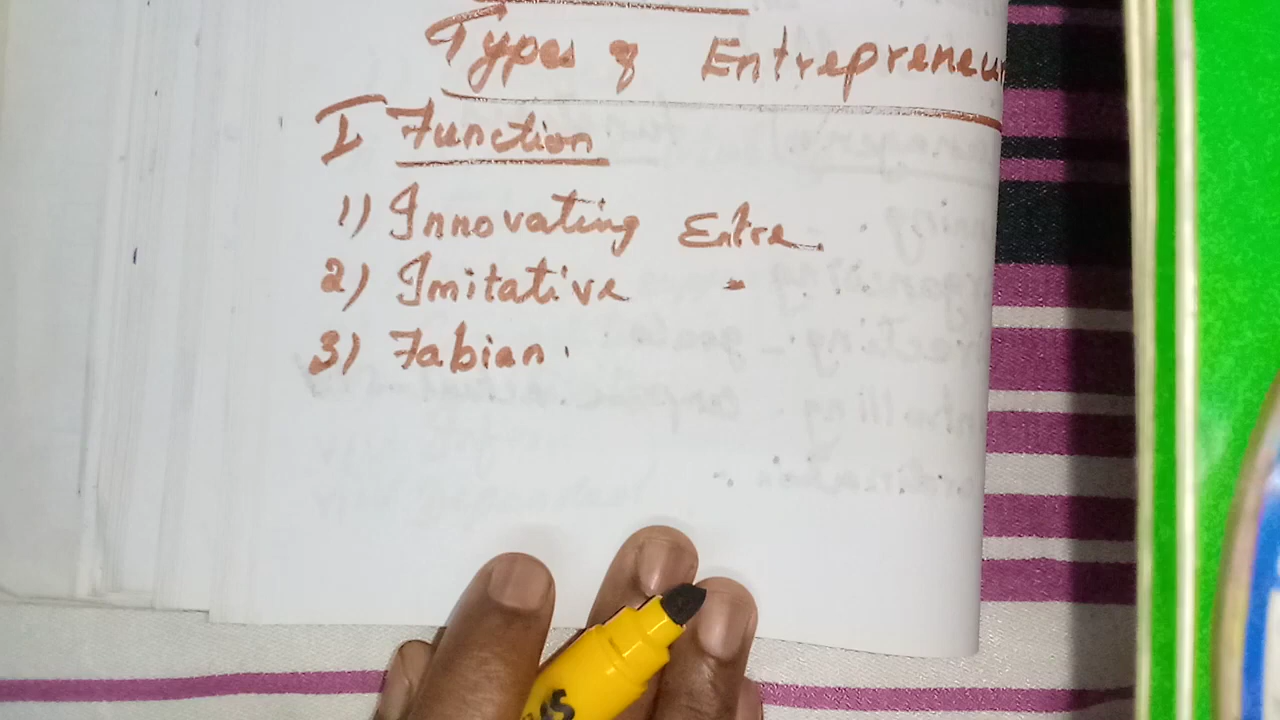 Types of Entrepreneur
I Function
1) Innovating Entre.
2) Imitative "
3) Fabian.